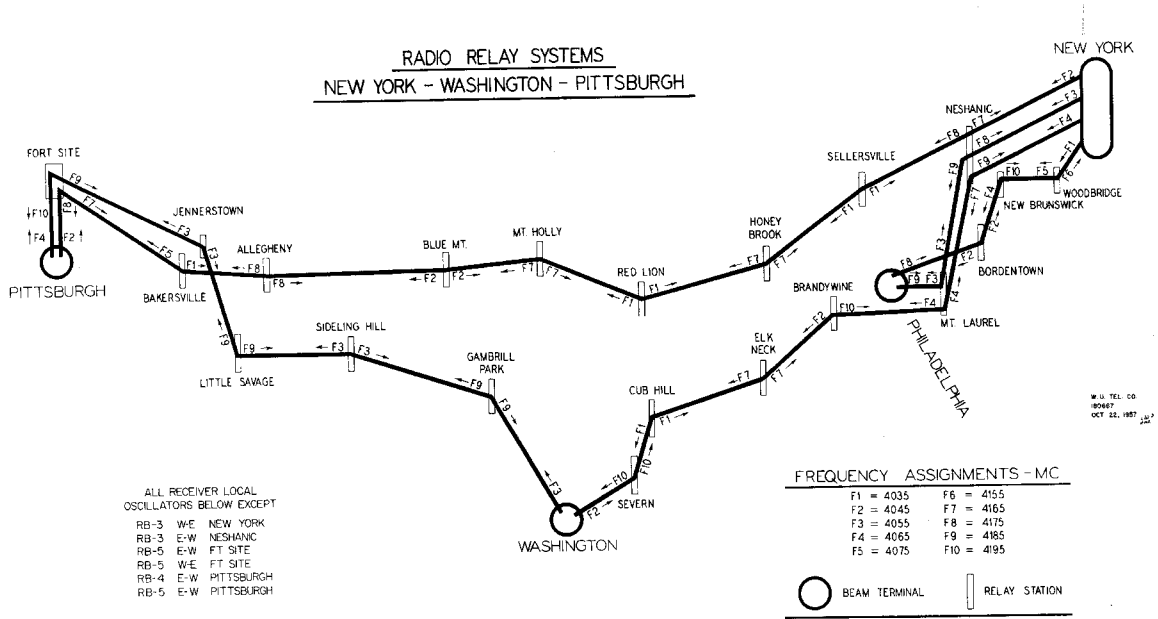 RADIO RELAY SYSTEMS
NEW YORK - WASHINGTON - PITTSBURGH
NEW YORK
F2
F3
F4
F1
F6
NESHANIC
F8 F7
F8
F9
F9
F7
F3
F4
WOODBRIDGE
F5
F10
NEW BRUNSWICK
F4
F2
BORDENTOWN
F2
F8
F9 F3
PHILADELPHIA
MT. LAUREL
F4
SELLERSVILLE
F1 F1
HONEY
BROOK
F7 F7
RED LION
F1 F1
MT. HOLLY
F7 F7
BLUE MT.
F2 F2
ALLEGHENY
F8 F8
BAKERSVILLE
F5 F1
JENNERSTOWN
F3
F3
FORT SITE
F9
F7
F10 F8
F4 F2
PITTSBURGH
LITTLE SAVAGE
F9
F9
SIDELING HILL
F3 F3
GAMBRILL
PARK
F9
F9
F3
WASHINGTON
F2
F10
SEVERN
F10
CUB HILL
F1
F1
ELK
NECK
F7
F7
BRANDYWINE
F2
F10
W.U. TEL. CO.
OCT 22, 1957
ALL RECEIVER LOCAL
OSCILLATORS BELOW EXCEPT
RB-3 W-E NEW YORK
RB-3 E-W NESHANIC
RB-5 E-W FT SITE
RB-5 W-E FT SITE
RB-4 E-W PITTSBURGH
RB-5 E-W PITTSBURGH
FREQUENCY ASSIGNMENTS - MC
F1 = 4035 F6 = 4155
F2 = 4045 F7 = 4165
F3 = 4055 F8 = 4175
F4 = 4065 F9 = 4185
F5 = 4075 F10 = 4195
BEAM TERMINAL
RELAY STATION